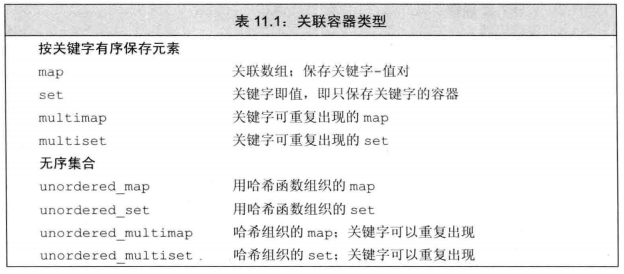 表 11.1：关联容器类型
按关键字有序保存元素
map 关联数组；保存关键字-值对
set 关键字即值，即只保存关键字的容器
multimap 关键字可重复出现的 map
multiset 关键字可重复出现的 set
无序集合
unordered_map 用哈希函数组织的 map
unordered_set 用哈希函数组织的 set
unordered_multimap 哈希组织的 map；关键字可以重复出现
unordered_multiset 哈希组织的 set；关键字可以重复出现